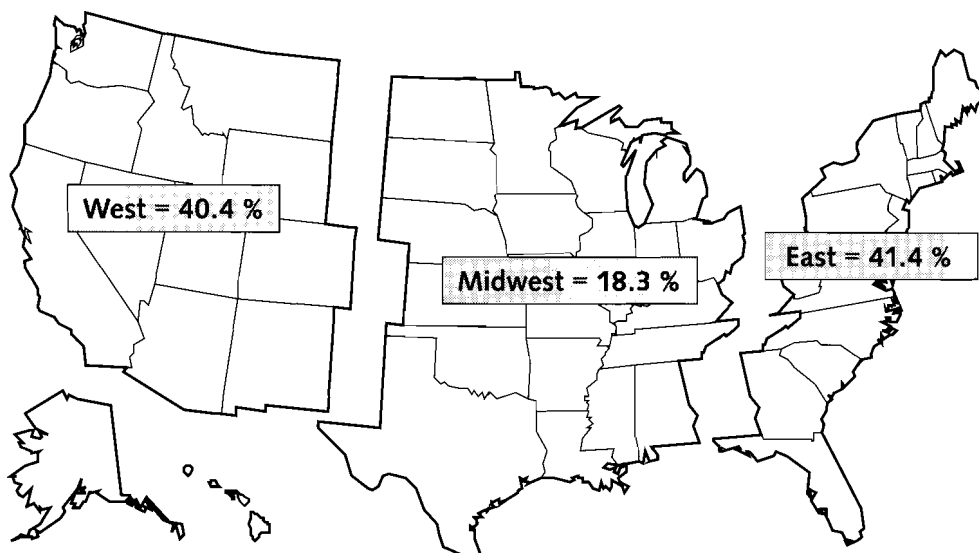 West = 40.4 %
Midwest = 18.3 %
East = 41.4 %